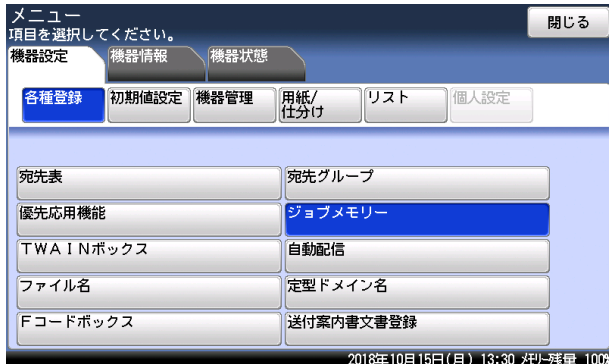 メニュー
閉じる
項目を選択してください。
機器設定 機器情報 機器状態
各種登録 初期値設定 機器管理 用紙/
仕分け リスト 個人設定
宛先表 宛先グループ
優先応用機能 ジョブメモリー
ＴＷＡＩＮボックス 自動配信
ファイル名 定型ドメイン名
Ｆコードボックス 送付案内書文書登録
2018年10月15日(月) 13:30 ﾒﾓﾘｰ残量 100%